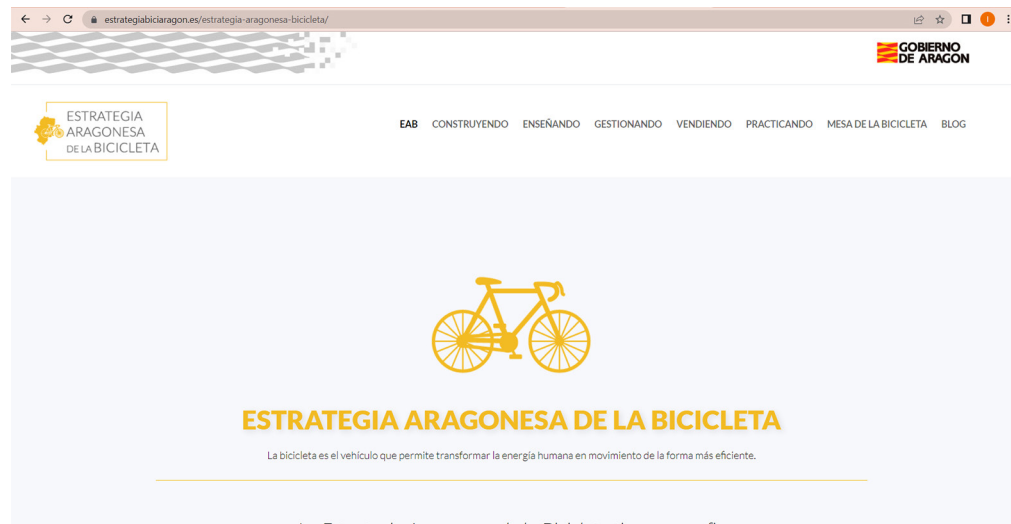 estrategiabiciaragon.es/estrategia-aragonesa-bicicleta/
GOBIERNO
DE ARAGON
ESTRATEGIA
ARAGONESA
DE LA BICICLETA
EAB CONSTRUYENDO ENSEÑANDO GESTIONANDO VENDIENDO PRACTICANDO MESA DE LA BICICLETA BLOG
ESTRATEGIA ARAGONESA DE LA BICICLETA
La bicicleta es el vehículo que permite transformar la energía humana en movimiento de la forma más eficiente.